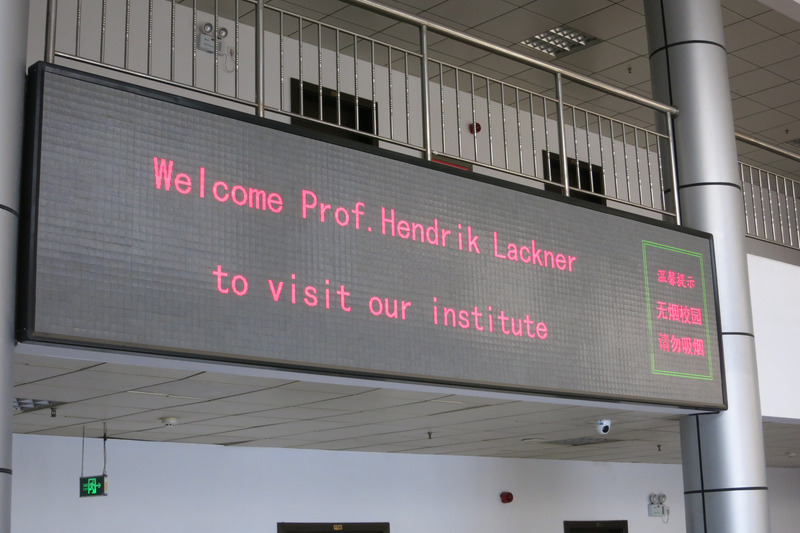 Welcome Prof.Hendrik Lackner
to visit our institute
温馨提示
无烟校园
请勿吸烟